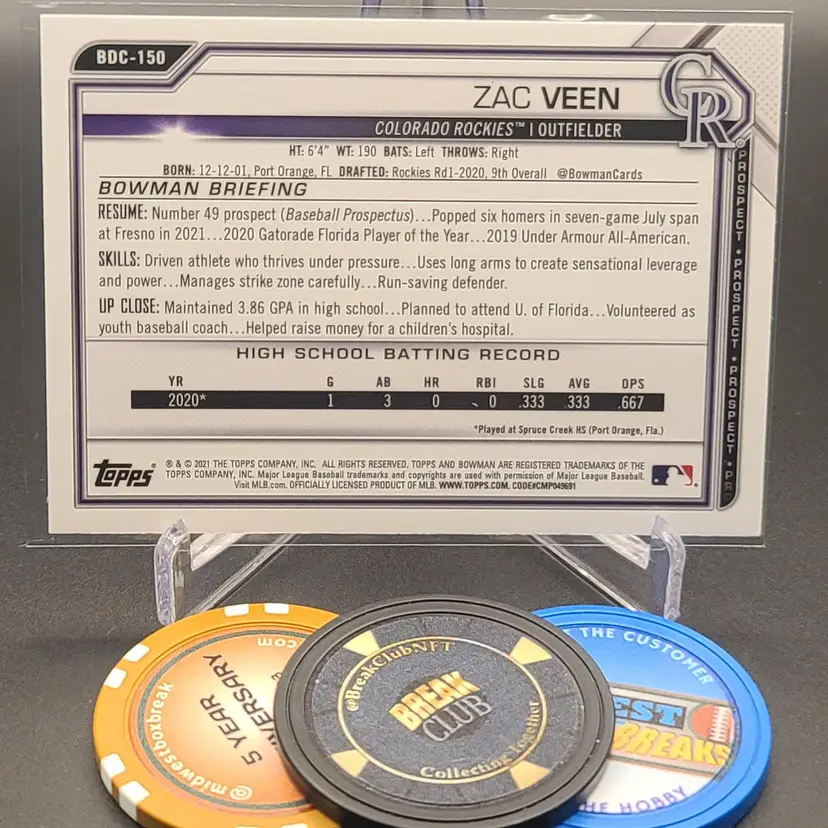 BDC-150
ZAC VEEN
CR
COLORADO ROCKIES™ | OUTFIELDER
HT: 6'4" WT: 190 BATS: Left THROWS: Right
BORN: 12-12-01, Port Orange, FL DRAFTED: Rockies Rd1-2020, 9th Overall @BowmanCards
BOWMAN BRIEFING
RESUME: Number 49 prospect (Baseball Prospectus)...Popped six homers in seven-game July span
at Fresno in 2021...2020 Gatorade Florida Player of the Year...2019 Under Armour All-American.
SKILLS: Driven athlete who thrives under pressure...Uses long arms to create sensational leverage
and power...Manages strike zone carefully...Run-saving defender.
UP CLOSE: Maintained 3.86 GPA in high school...Planned to attend U. of Florida...Volunteered as
youth baseball coach...Helped raise money for a children's hospital.
HIGH SCHOOL BATTING RECORD
YR G AB HR RBI SLG AVG OPS
2020* 1 3 0 0 .333 .333 .667
*Played at Spruce Creek HS (Port Orange, Fla.)
PROSPECT • PROSPECT • PROSPECT • PR
Topps
® & © 2021 THE TOPPS COMPANY, INC. ALL RIGHTS RESERVED. TOPPS AND BOWMAN ARE REGISTERED TRADEMARKS OF THE
TOPPS COMPANY, INC. Major League Baseball trademarks and copyrights are used with permission of Major League Baseball.
Visit MLB.com. OFFICIALLY LICENSED PRODUCT OF MLB. WWW.TOPPS.COM. CODE#CMP049691
.com
5 YEAR
VERSARY
@midwestboxbreak
@BreakClubNFT
BREAK
CLUB
Collecting Together
THE CUSTOMER
EST
BREAKS
HE HOBBY